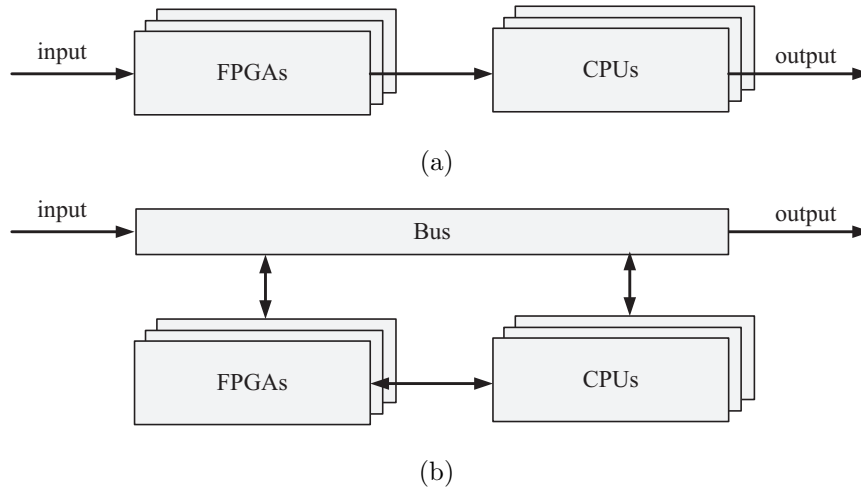 input
FPGAs
CPUs
output
(a)
input
Bus
output
FPGAs
CPUs
(b)